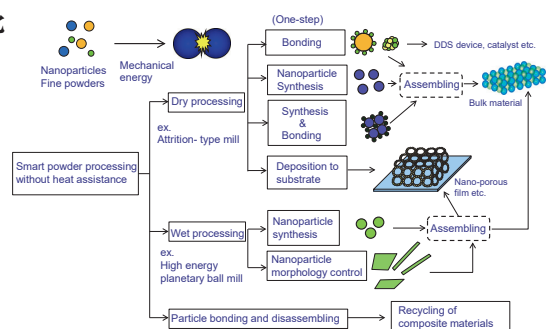 C
(One-step)
Bonding
DDS device, catalyst etc.
Nanoparticles
Fine powders
Mechanical
energy
Nanoparticle
Synthesis
Assembling
Bulk material
Dry processing
ex.
Attrition- type mill
Synthesis
&
Bonding
Smart powder processing
without heat assistance
Deposition to
substrate
Nano-porous
film etc.
Wet processing
ex.
High energy
planetary ball mill
Nanoparticle
synthesis
Assembling
Nanoparticle
morphology control
Particle bonding and disassembling
Recycling of
composite materials